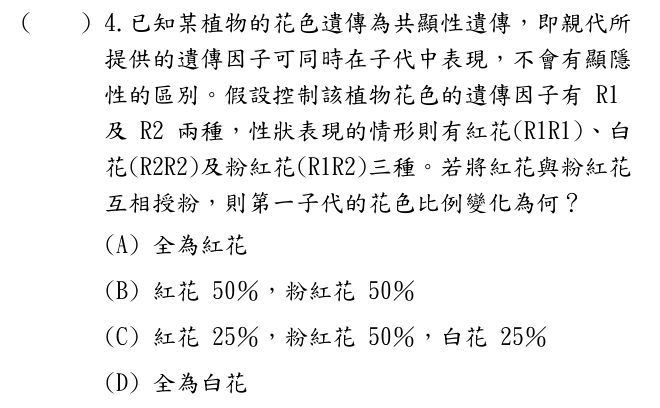 (　　) 4.已知某植物的花色遺傳為共顯性遺傳，即親代所
提供的遺傳因子可同時在子代中表現，不會有顯隱
性的區別。假設控制該植物花色的遺傳因子有 R1
及 R2 兩種，性狀表現的情形則有紅花(R1R1)、白
花(R2R2)及粉紅花(R1R2)三種。若將紅花與粉紅花
互相授粉，則第一子代的花色比例變化為何？
(A) 全為紅花
(B) 紅花 50%，粉紅花 50%
(C) 紅花 25%，粉紅花 50%，白花 25%
(D) 全為白花